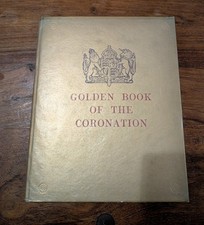 GOLDEN BOOK
OF THE
CORONATION